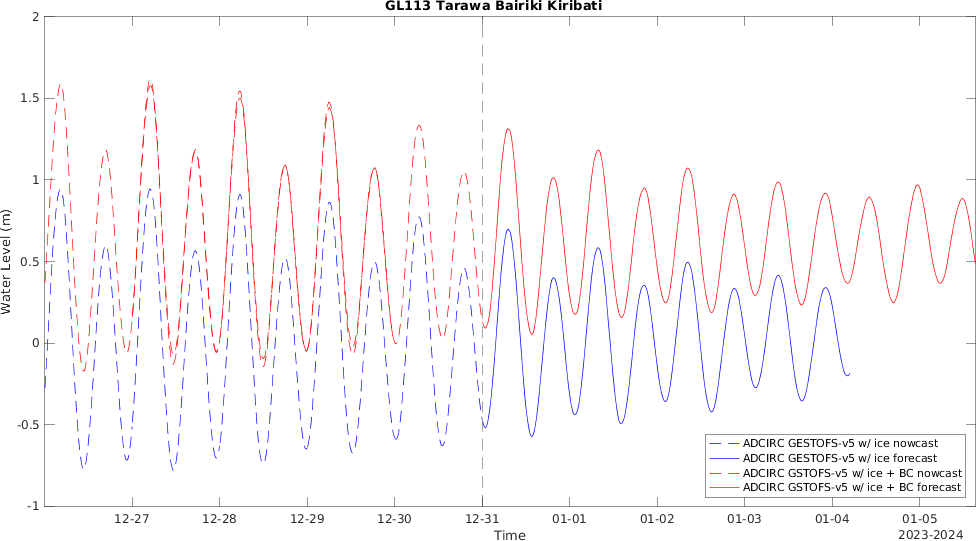 GL113 Tarawa Bairiki Kiribati
2
1.5
1
0.5
0
-0.5
-1
Water Level (m)
12-27 12-28 12-29 12-30 12-31 01-01 01-02 01-03 01-04 01-05
Time
2023-2024
ADCIRC GESTOFS-v5 w/ ice nowcast
ADCIRC GESTOFS-v5 w/ ice forecast
ADCIRC GSTOFS-v5 w/ ice + BC nowcast
ADCIRC GSTOFS-v5 w/ ice + BC forecast